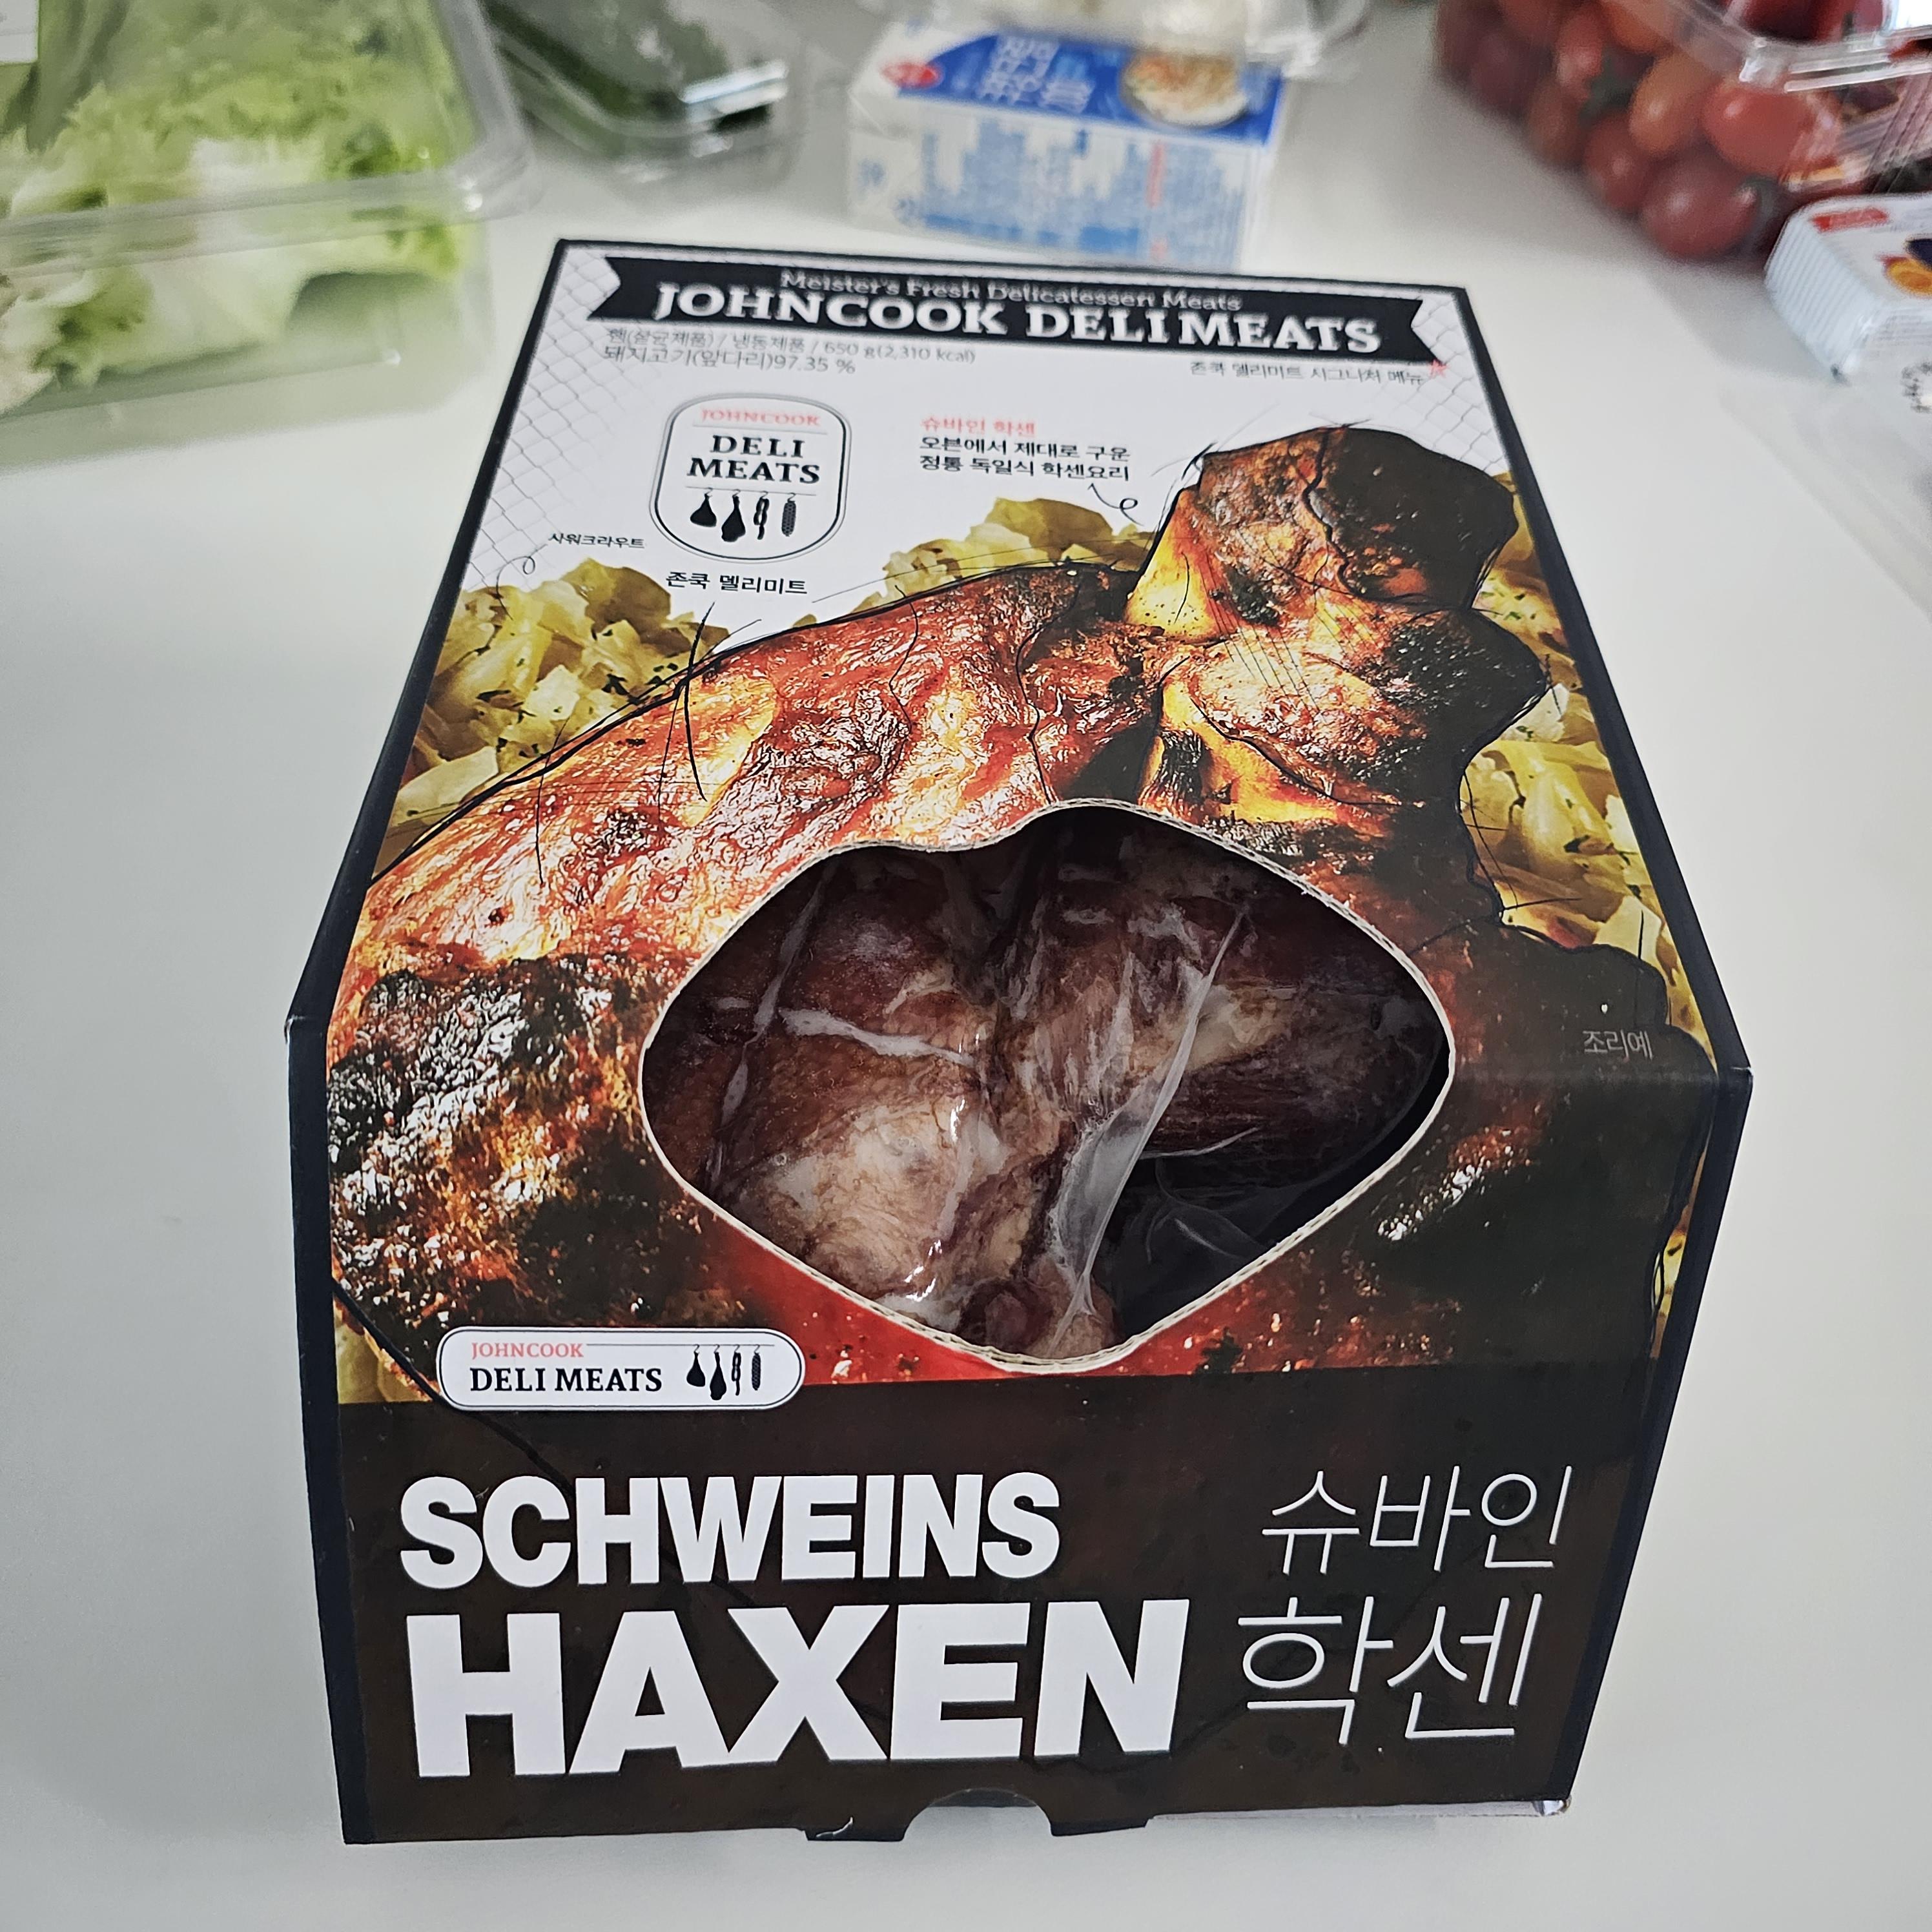 Meister's Fresh Delicatessen Meats
JOHNCOOK DELI MEATS
햄(살균제품) / 냉동제품 / 650 g(2,310 kcal)
돼지고기(앞다리)97.35 %
존쿡 델리미트 시그니처 메뉴
JOHNCOOK
DELI
MEATS
존쿡 델리미트
슈바인 학센
오븐에서 제대로 구운
정통 독일식 학센요리
사워크라우트
조리예
JOHNCOOK
DELI MEATS
SCHWEINS
HAXEN
슈바인
학센